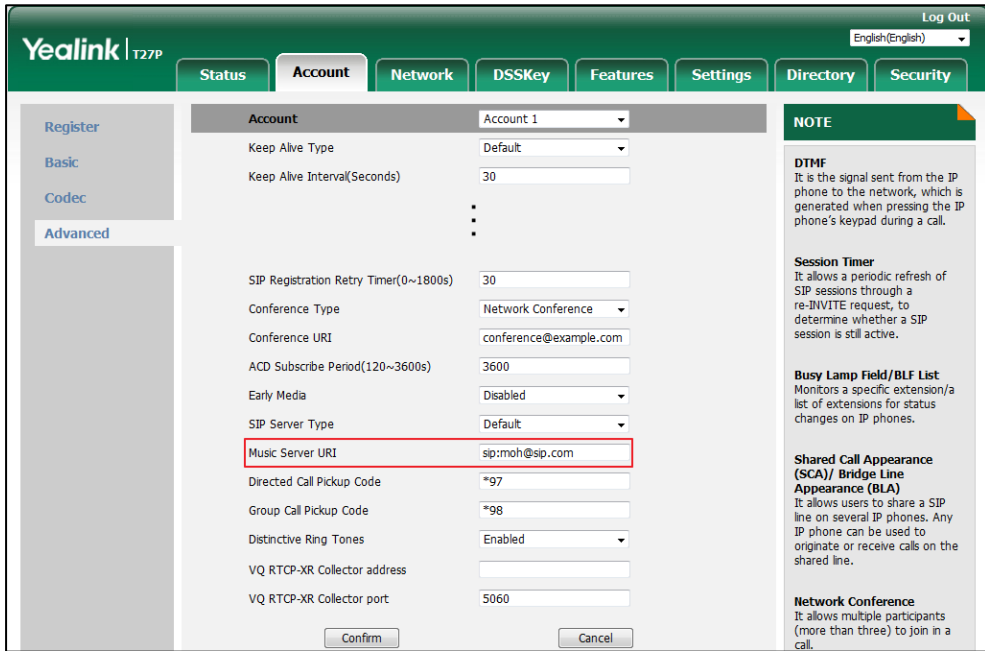 Log Out
Yealink T27P
English(English)
Status Account Network DSSKey Features Settings Directory Security
Register
Basic
Codec
Advanced
Account Account 1
Keep Alive Type Default
Keep Alive Interval(Seconds) 30
SIP Registration Retry Timer(0~1800s) 30
Conference Type Network Conference
Conference URI conference@example.com
ACD Subscribe Period(120~3600s) 3600
Early Media Disabled
SIP Server Type Default
Music Server URI sip:moh@sip.com
Directed Call Pickup Code *97
Group Call Pickup Code *98
Distinctive Ring Tones Enabled
VQ RTCP-XR Collector address
VQ RTCP-XR Collector port 5060
Confirm Cancel
NOTE
DTMF
It is the signal sent from the IP
phone to the network, which is
generated when pressing the IP
phone's keypad during a call.
Session Timer
It allows a periodic refresh of
SIP sessions through a
re-INVITE request, to
determine whether a SIP
session is still active.
Busy Lamp Field/BLF List
Monitors a specific extension/a
list of extensions for status
changes on IP phones.
Shared Call Appearance
(SCA)/ Bridge Line
Appearance (BLA)
It allows users to share a SIP
line on several IP phones. Any
IP phone can be used to
originate or receive calls on the
shared line.
Network Conference
It allows multiple participants
(more than three) to join in a
call.